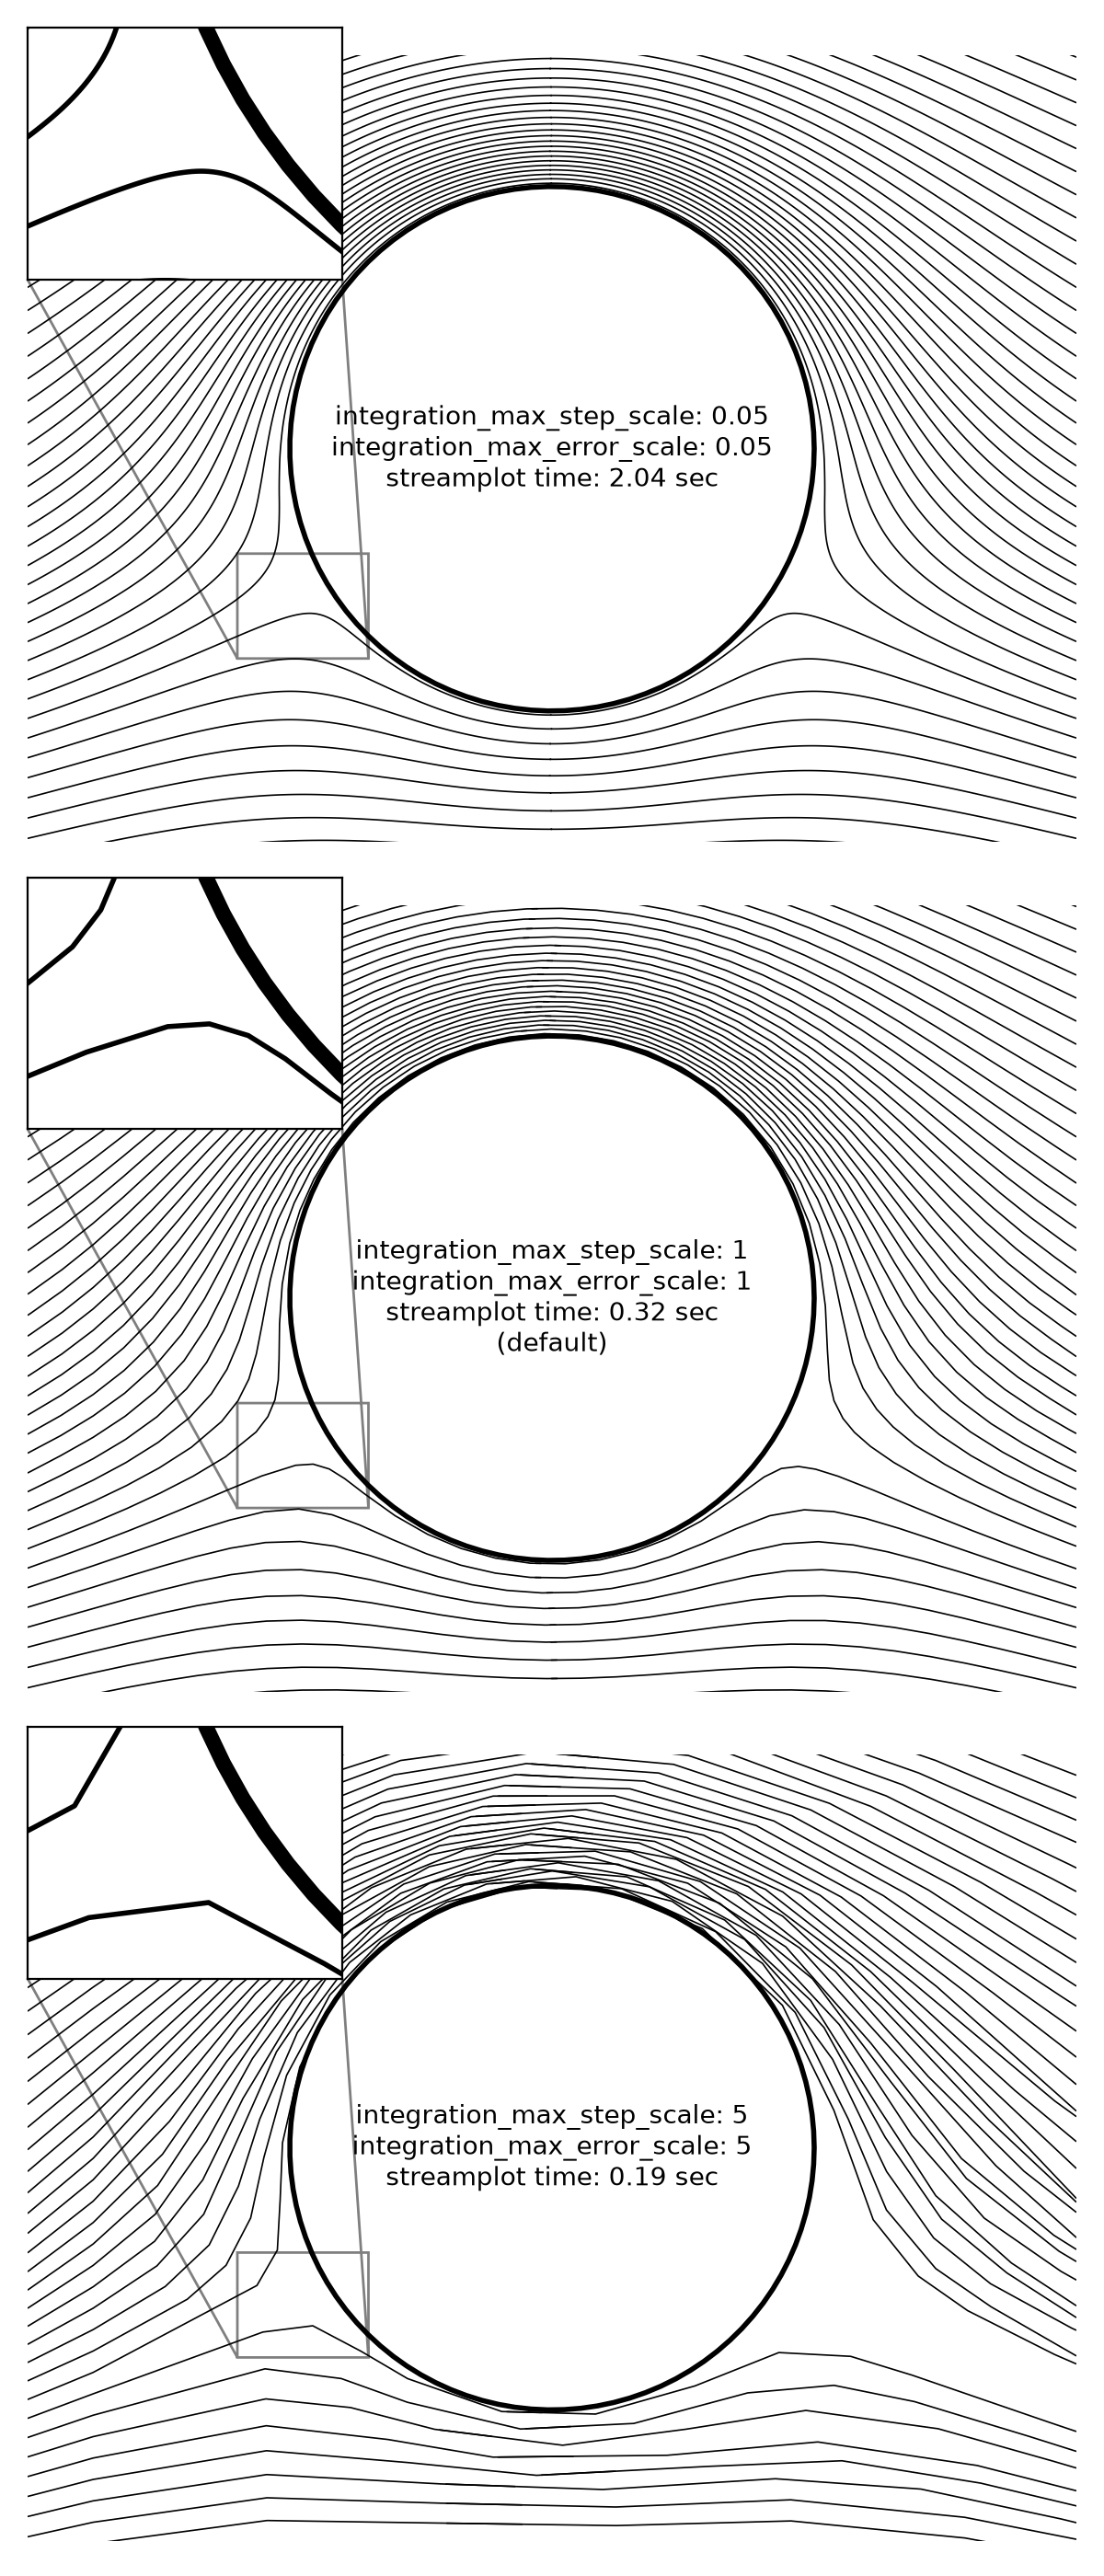 integration_max_step_scale: 0.05
integration_max_error_scale: 0.05
streamplot time: 2.04 sec
integration_max_step_scale: 1
integration_max_error_scale: 1
streamplot time: 0.32 sec
(default)
integration_max_step_scale: 5
integration_max_error_scale: 5
streamplot time: 0.19 sec